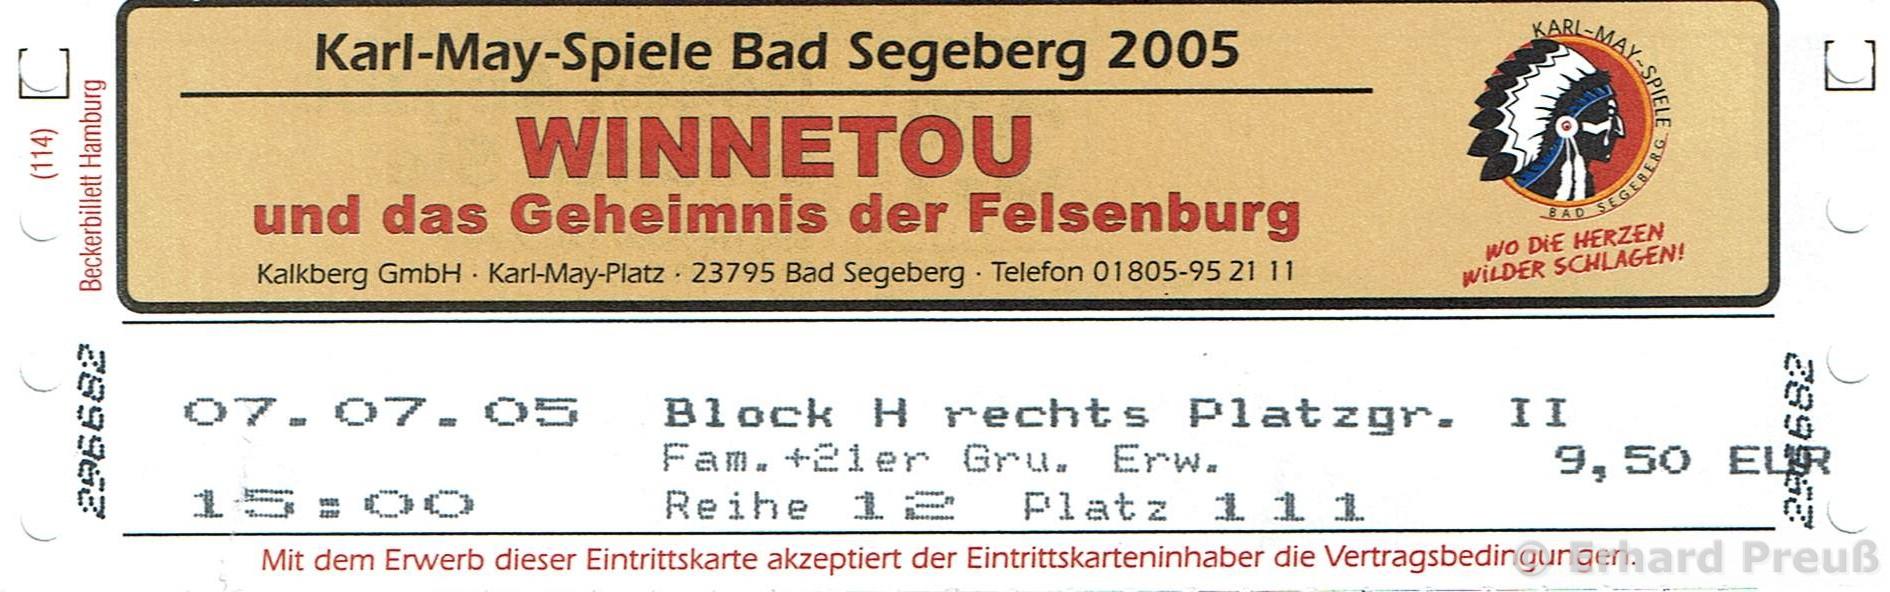 Karl-May-Spiele Bad Segeberg 2005
WINNETOU
und das Geheimnis der Felsenburg
Kalkberg GmbH · Karl-May-Platz · 23795 Bad Segeberg · Telefon 01805-95 21 11
KARL-MAY-SPIELE
BAD SEGEBERG
WO DiE HERZEN
WiLDER SCHLAGEN!
(114)
Beckerbillett Hamburg
07.07.05 Block H rechts Platzgr. II
Fam.+21er Gru. Erw. 9,50 EUR
15:00 Reihe 12 Platz 111
Mit dem Erwerb dieser Eintrittskarte akzeptiert der Eintrittskarteninhaber die Vertragsbedingungen.
© Erhard Preuß